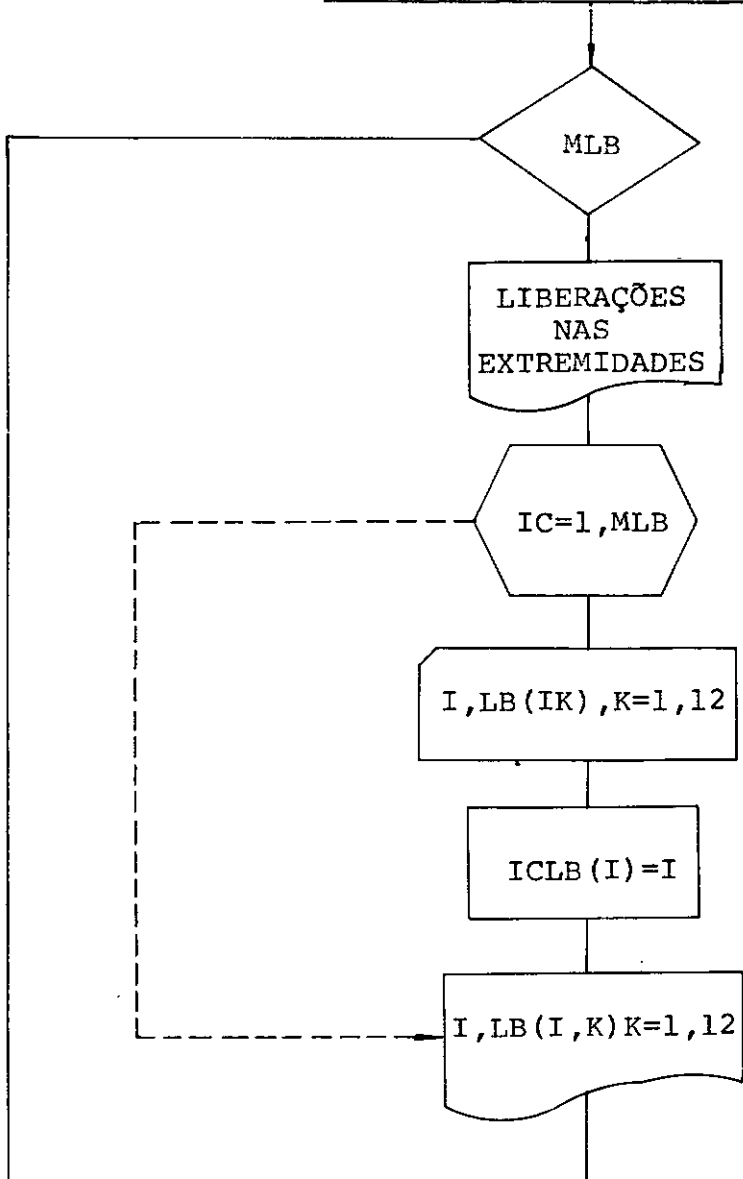 MLB
LIBERAÇÕES
NAS
EXTREMIDADES
IC=1,MLB
I,LB(IK),K=1,12
ICLB(I)=I
I,LB(I,K)K=1,12